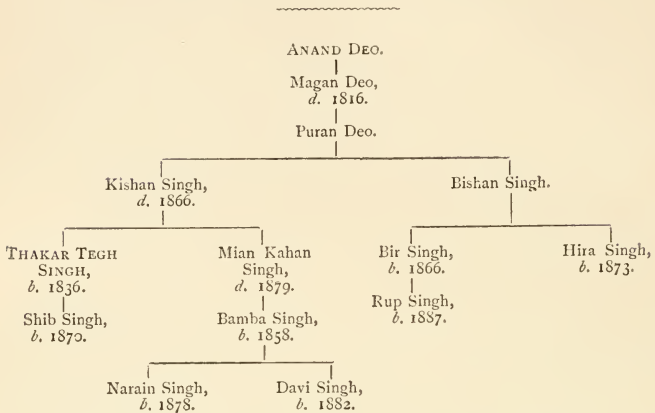 ANAND DEO.
Magan Deo,
d. 1816.
Puran Deo.
Kishan Singh,
d. 1866.
Bishan Singh.
THAKAR TEGH
SINGH,
b. 1836.
Mian Kahan
Singh,
d. 1879.
Bir Singh,
b. 1866.
Hira Singh,
b. 1873.
Shib Singh,
b. 1870.
Bamba Singh,
b. 1858.
Rup Singh,
b. 1887.
Narain Singh,
b. 1878.
Davi Singh,
b. 1882.